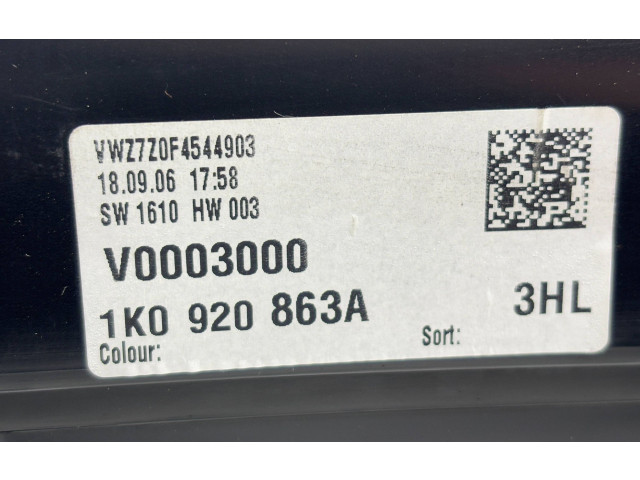 VWZ7Z0F4544903
18.09.06 17:58
SW 1610 HW 003
V0003000
1K0 920 863A 3HL
Colour: Sort: